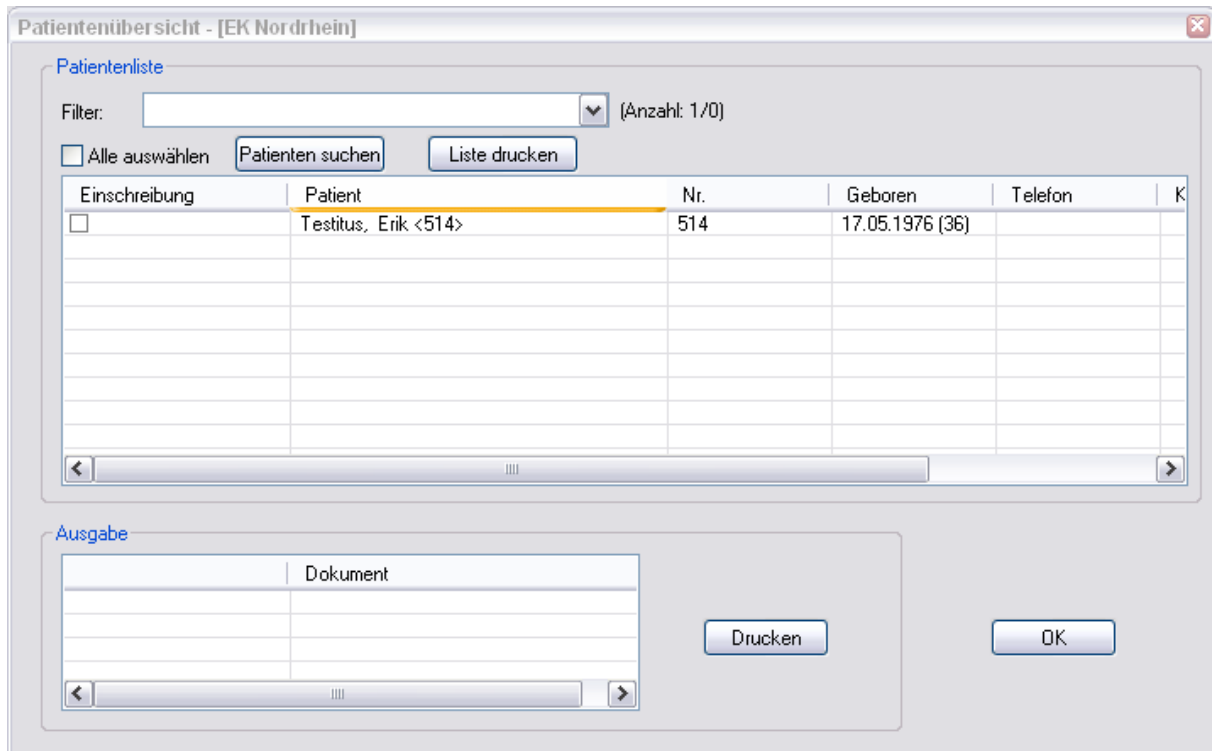 Patientenübersicht - [EK Nordrhein]
Patientenliste
Filter: (Anzahl: 1/0)
Alle auswählen Patienten suchen Liste drucken
Einschreibung Patient Nr. Geboren Telefon K
Testitus, Erik <514> 514 17.05.1976 (36)
Ausgabe
Dokument
Drucken OK